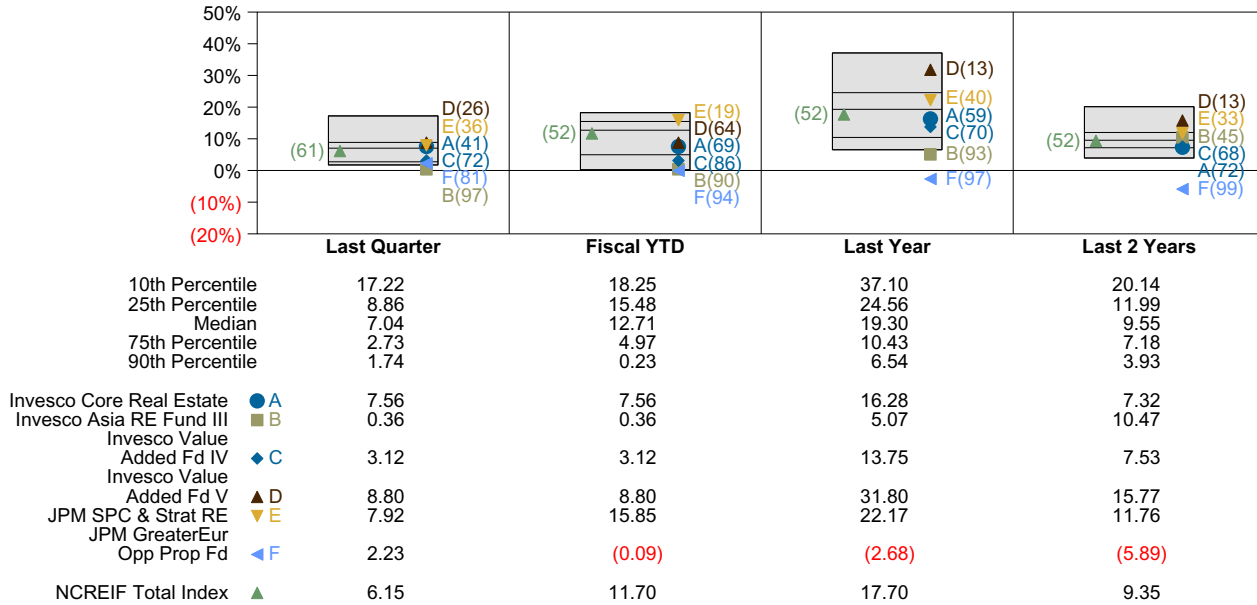 50%
40%
30%
20%
10%
0%
(10%)
(20%)
Last Quarter Fiscal YTD Last Year Last 2 Years
(61)
D(26)
E(36)
A(41)
C(72)
F(81)
B(97)
(52)
E(19)
D(64)
A(69)
C(86)
B(90)
F(94)
(52)
D(13)
E(40)
A(59)
C(70)
B(93)
F(97)
(52)
D(13)
E(33)
B(45)
C(68)
A(72)
F(99)
10th Percentile 17.22 18.25 37.10 20.14
25th Percentile 8.86 15.48 24.56 11.99
Median 7.04 12.71 19.30 9.55
75th Percentile 2.73 4.97 10.43 7.18
90th Percentile 1.74 0.23 6.54 3.93
Invesco Core Real Estate A 7.56 7.56 16.28 7.32
Invesco Asia RE Fund III B 0.36 0.36 5.07 10.47
Invesco Value
Added Fd IV C 3.12 3.12 13.75 7.53
Invesco Value
Added Fd V D 8.80 8.80 31.80 15.77
JPM SPC & Strat RE E 7.92 15.85 22.17 11.76
JPM GreaterEur
Opp Prop Fd F 2.23 (0.09) (2.68) (5.89)
NCREIF Total Index 6.15 11.70 17.70 9.35